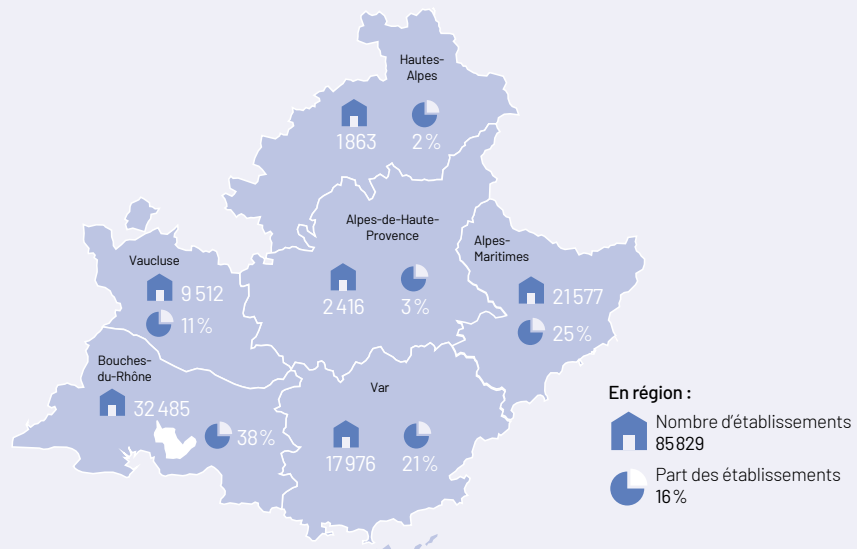 Hautes-
Alpes
1863
2 %
Alpes-de-Haute-
Provence
2 416
3 %
Alpes-
Maritimes
21 577
25 %
Vaucluse
9 512
11 %
Bouches-
du-Rhône
32 485
38 %
Var
17 976
21 %
En région :
Nombre d'établissements
85 829
Part des établissements
16 %